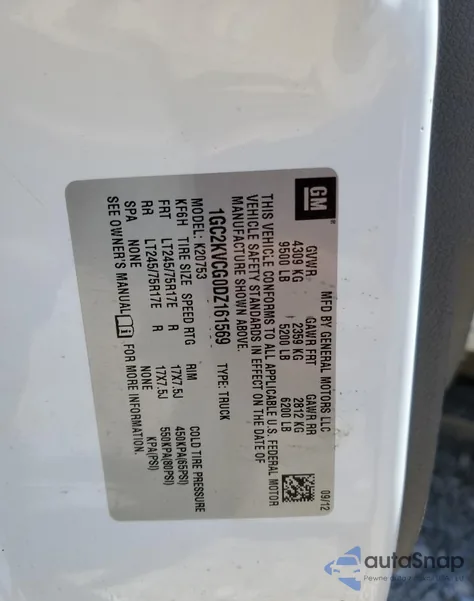 GM
MFD BY GENERAL MOTORS LLC
09/12
GVWR GAWR FRT GAWR RR
4309 KG 2359 KG 2812 KG
9500 LB 5200 LB 6200 LB
THIS VEHICLE CONFORMS TO ALL APPLICABLE U.S. FEDERAL MOTOR
VEHICLE SAFETY STANDARDS IN EFFECT ON THE DATE OF
MANUFACTURE SHOWN ABOVE.
1GC2KVCG0DZ161569 TYPE: TRUCK
MODEL: K20753
KF6H TIRE SIZE SPEED RTG RIM COLD TIRE PRESSURE
FRT LT245/75R17E R 17X7.5J 450KPA(65PSI)
RR LT245/75R17E R 17X7.5J 550KPA(80PSI)
SPA NONE NONE KPA(PSI)
SEE OWNER'S MANUAL FOR MORE INFORMATION.
autoSnap